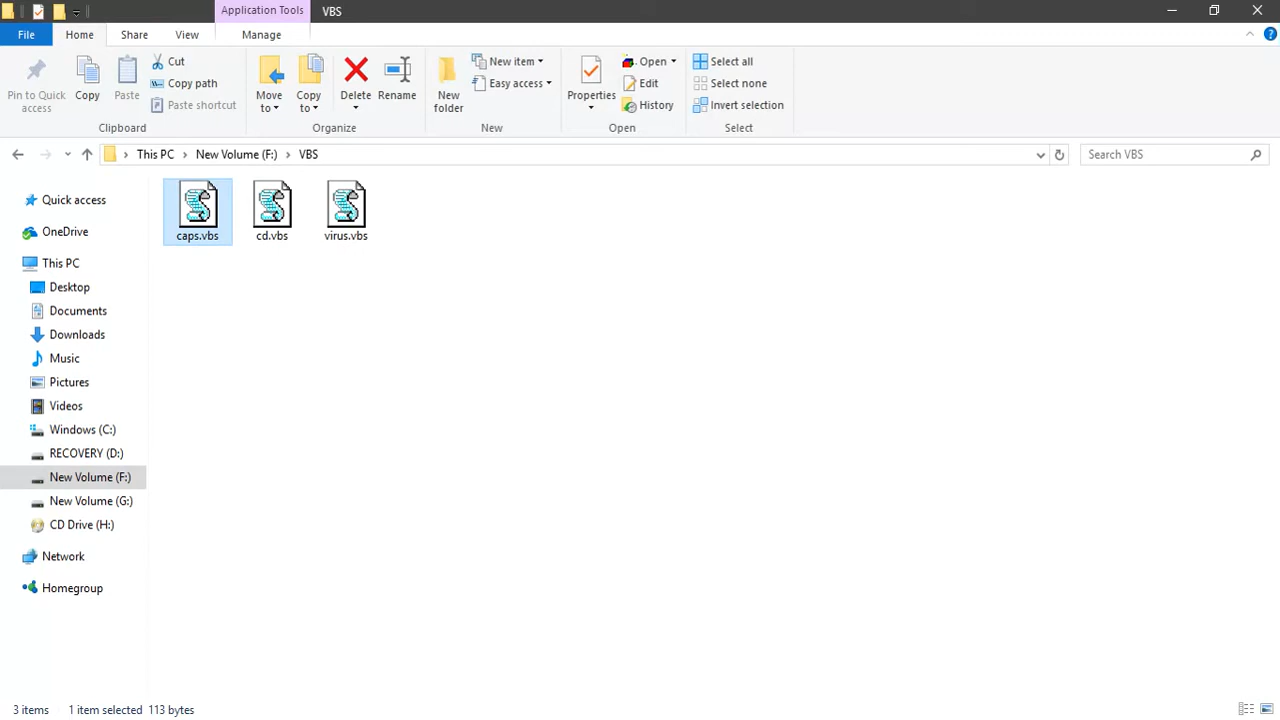 Application Tools
VBS
File
Home
Share
View
Manage
Pin to Quick access
Copy
Paste
Cut
Copy path
Paste shortcut
Clipboard
Move to
Copy to
Delete
Rename
Organize
New folder
New item
Easy access
New
Properties
Open
Edit
History
Open
Select all
Select none
Invert selection
Select
This PC
New Volume (F:)
VBS
Search VBS
Quick access
OneDrive
This PC
Desktop
Documents
Downloads
Music
Pictures
Videos
Windows (C:)
RECOVERY (D:)
New Volume (F:)
New Volume (G:)
CD Drive (H:)
Network
Homegroup
caps.vbs
cd.vbs
virus.vbs
3 items
1 item selected 113 bytes